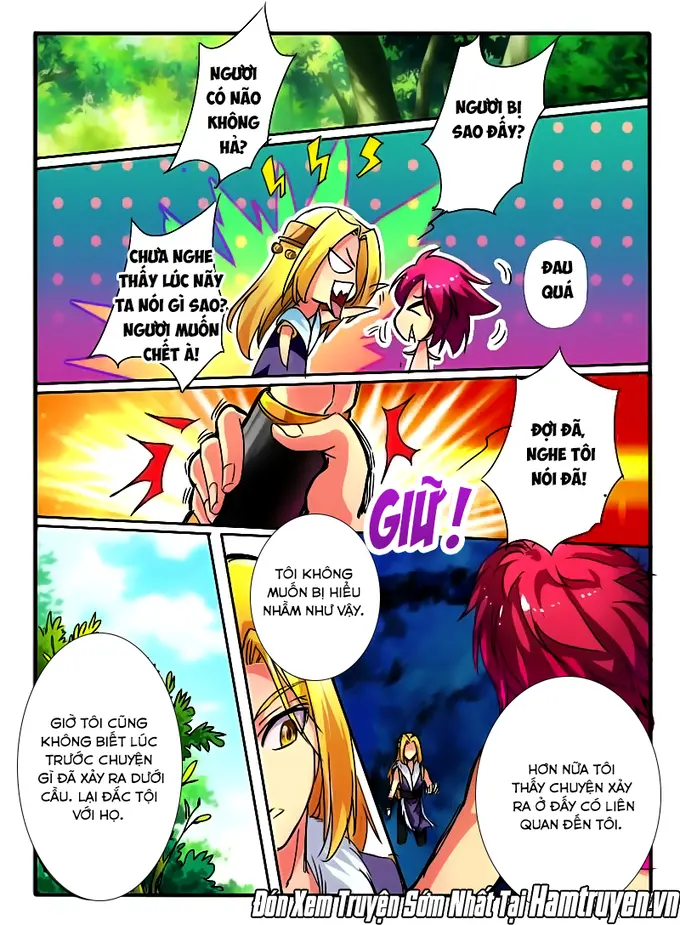 NGƯƠI
CÓ NÃO
KHÔNG
HẢ?
NGƯƠI BỊ
SAO ĐẤY?
CHƯA NGHE
THẤY LÚC NÃY
TA NÓI GÌ SAO?
NGƯƠI MUỐN
CHẾT À!
ĐAU
QUÁ
ĐỢI ĐÃ,
NGHE TÔI
NÓI ĐÃ!
GIỮ!
TÔI KHÔNG
MUỐN BỊ HIỂU
NHẦM NHƯ VẬY.
GIỜ TÔI CŨNG
KHÔNG BIẾT LÚC
TRƯỚC CHUYỆN
GÌ ĐÃ XẢY RA DƯỚI
CẦU. LẠI ĐẮC TỘI
VỚI HỌ.
HƠN NỮA TÔI
THẤY CHUYỆN XẢY
RA Ở ĐẤY CÓ LIÊN
QUAN ĐẾN TÔI.
Đón Xem Truyện Sớm Nhất Tại Hamtruyen.vn